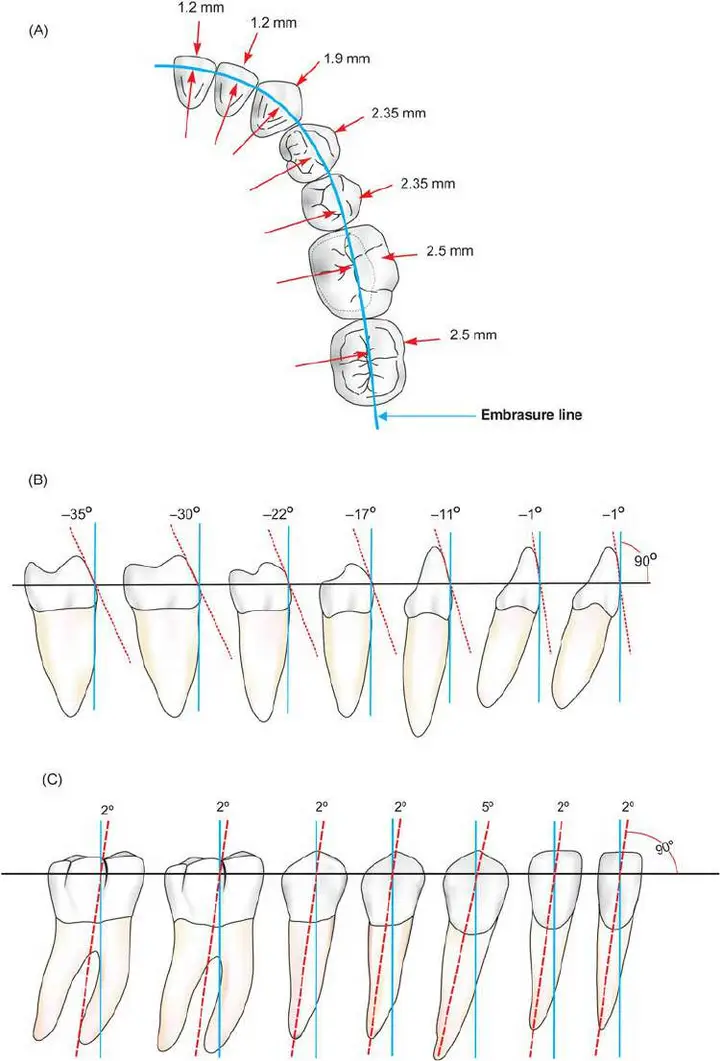 (A)
1.2 mm
1.2 mm
1.9 mm
2.35 mm
2.35 mm
2.5 mm
2.5 mm
Embrasure line
(B)
–35° –30° –22° –17° –11° –1° –1°
90°
(C)
2° 2° 2° 2° 5° 2° 2°
90°